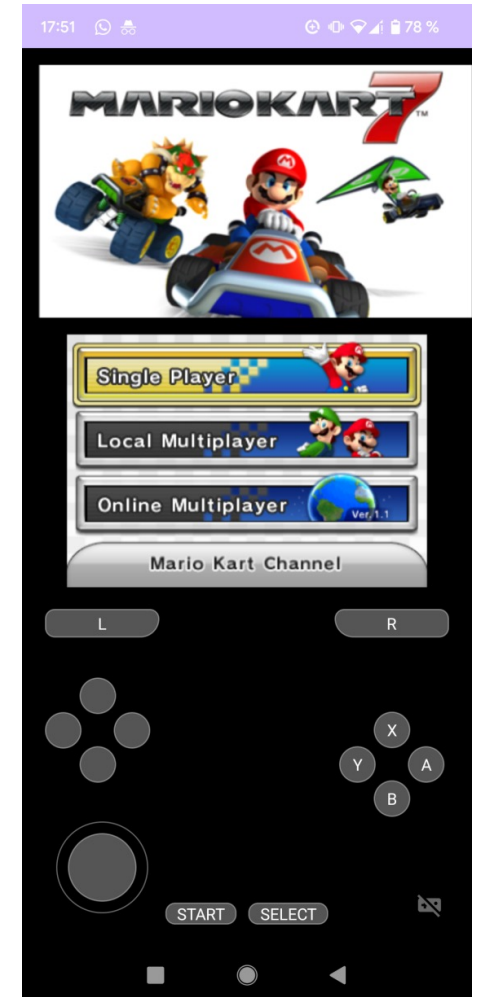 17:51
78 %
MARIOKART 7 TM
Single Player
Local Multiplayer
Online Multiplayer
Ver.1.1
Mario Kart Channel
L
R
X
Y
A
B
START
SELECT